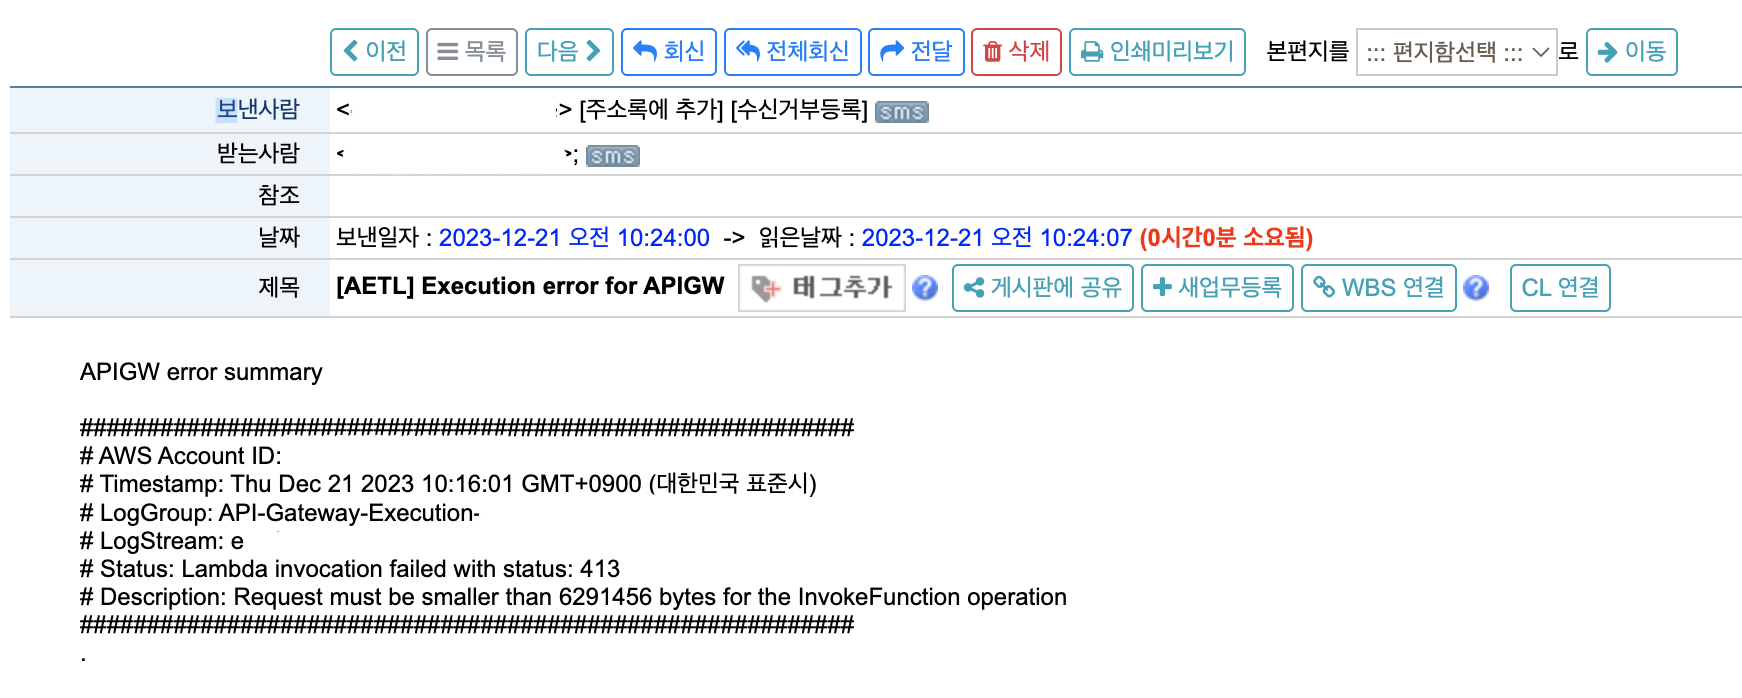 이전 목록 다음 회신 전체회신 전달 삭제 인쇄미리보기 본편지를 ::: 편지함선택 ::: 로 이동
보낸사람 < > [주소록에 추가] [수신거부등록] sms
받는사람 < >; sms
참조
날짜 보낸일자 : 2023-12-21 오전 10:24:00 -> 읽은날짜 : 2023-12-21 오전 10:24:07 (0시간0분 소요됨)
제목 [AETL] Execution error for APIGW 태그추가 ? 게시판에 공유 새업무등록 WBS 연결 ? CL 연결
APIGW error summary
##########################################################
# AWS Account ID:
# Timestamp: Thu Dec 21 2023 10:16:01 GMT+0900 (대한민국 표준시)
# LogGroup: API-Gateway-Execution-
# LogStream: e
# Status: Lambda invocation failed with status: 413
# Description: Request must be smaller than 6291456 bytes for the InvokeFunction operation
##########################################################
.